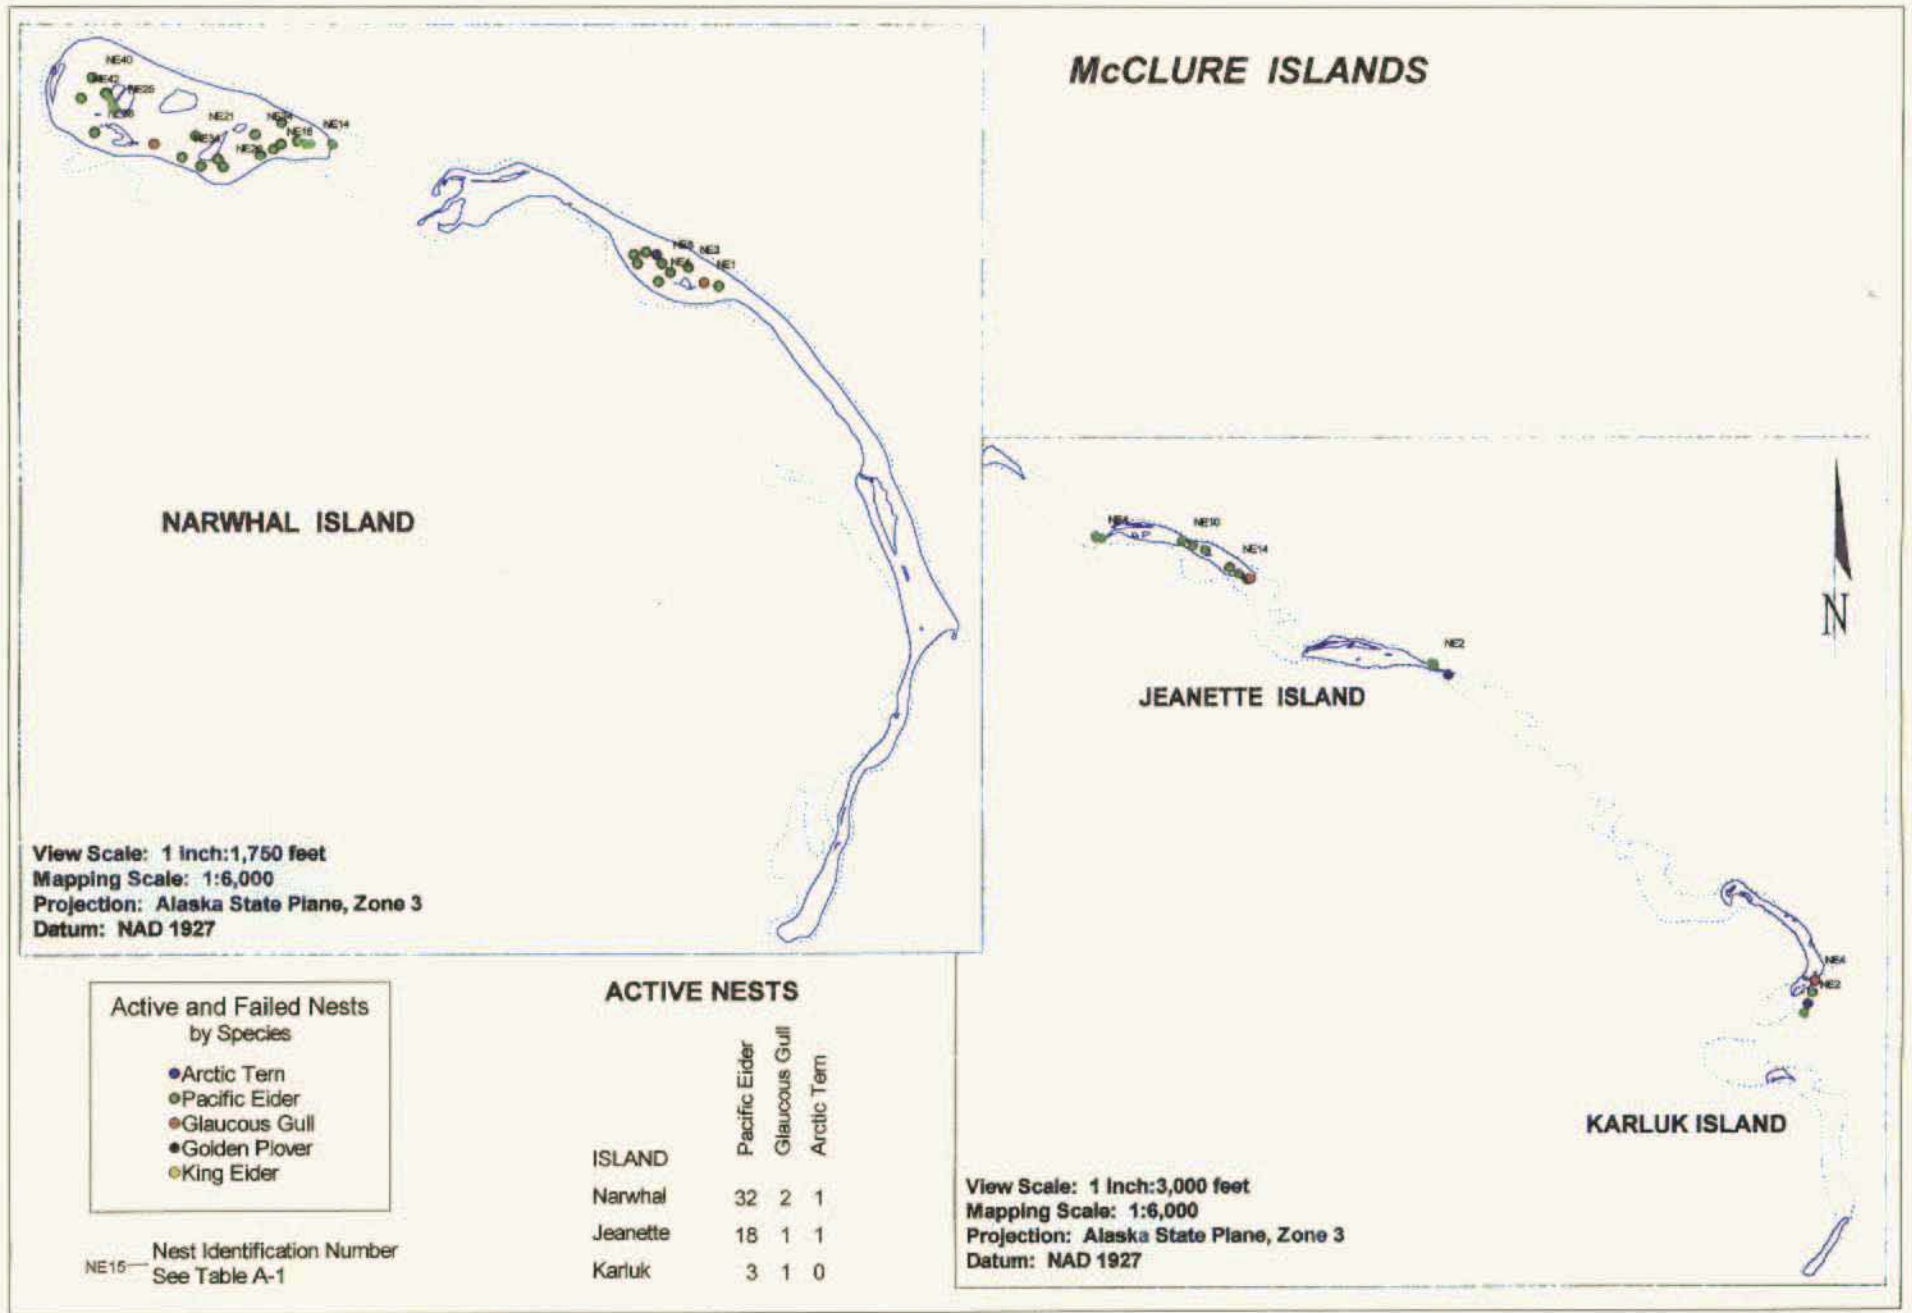 McCLURE ISLANDS
NE40
NE42
NE25
NE21
NE14
NE3
NE1
NARWHAL ISLAND
View Scale: 1 inch:1,750 feet
Mapping Scale: 1:6,000
Projection: Alaska State Plane, Zone 3
Datum: NAD 1927
NE10
NE14
NE2
JEANETTE ISLAND
N
NE4
NE2
KARLUK ISLAND
View Scale: 1 inch:3,000 feet
Mapping Scale: 1:6,000
Projection: Alaska State Plane, Zone 3
Datum: NAD 1927
Active and Failed Nests
by Species
Arctic Tern
Pacific Eider
Glaucous Gull
Golden Plover
King Eider
NE15
Nest Identification Number
See Table A-1
ACTIVE NESTS
ISLAND Pacific Eider Glaucous Gull Arctic Tern
Narwhal 32 2 1
Jeanette 18 1 1
Karluk 3 1 0